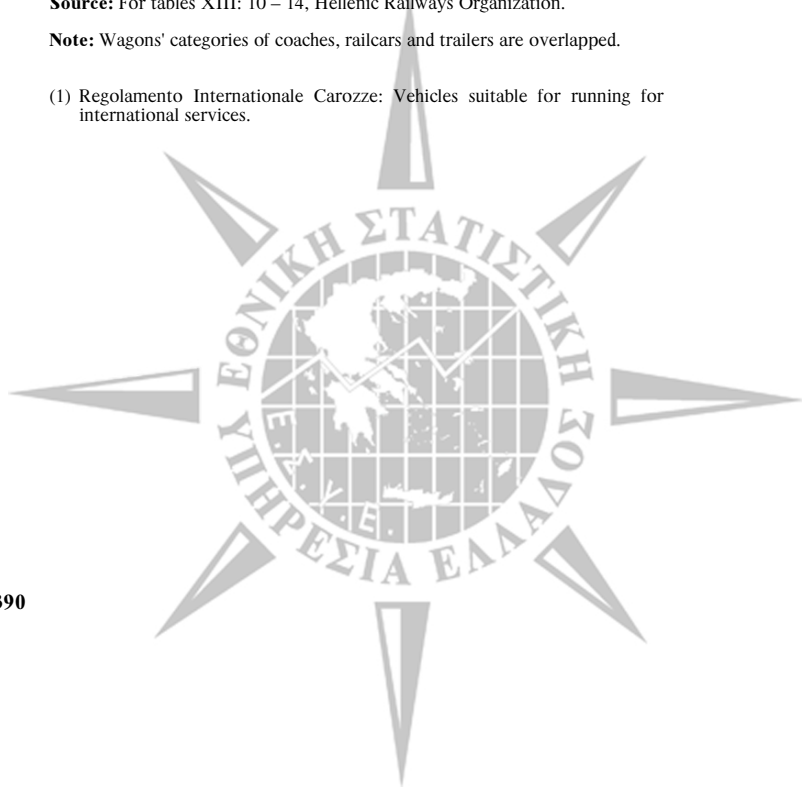 Source: For tables XIII: 10 – 14, Hellenic Railways Organization.
Note: Wagons' categories of coaches, railcars and trailers are overlapped.
(1) Regolamento Internationale Carozze: Vehicles suitable for running for
international services.
ΕΘΝΙΚΗ ΣΤΑΤΙΣΤΙΚΗ
ΥΠΗΡΕΣΙΑ ΕΛΛΑΔΟΣ
Ε.Σ.Υ.Ε.
390